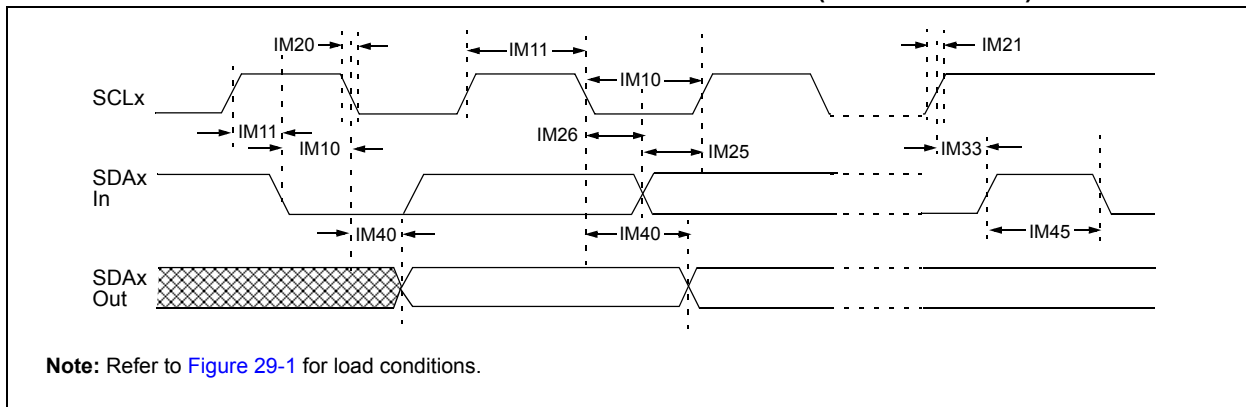 IM20
IM11
IM21
IM10
SCLx
IM11
IM26
IM10
IM25
IM33
SDAx
In
IM40
IM40
IM45
SDAx
Out
Note: Refer to Figure 29-1 for load conditions.